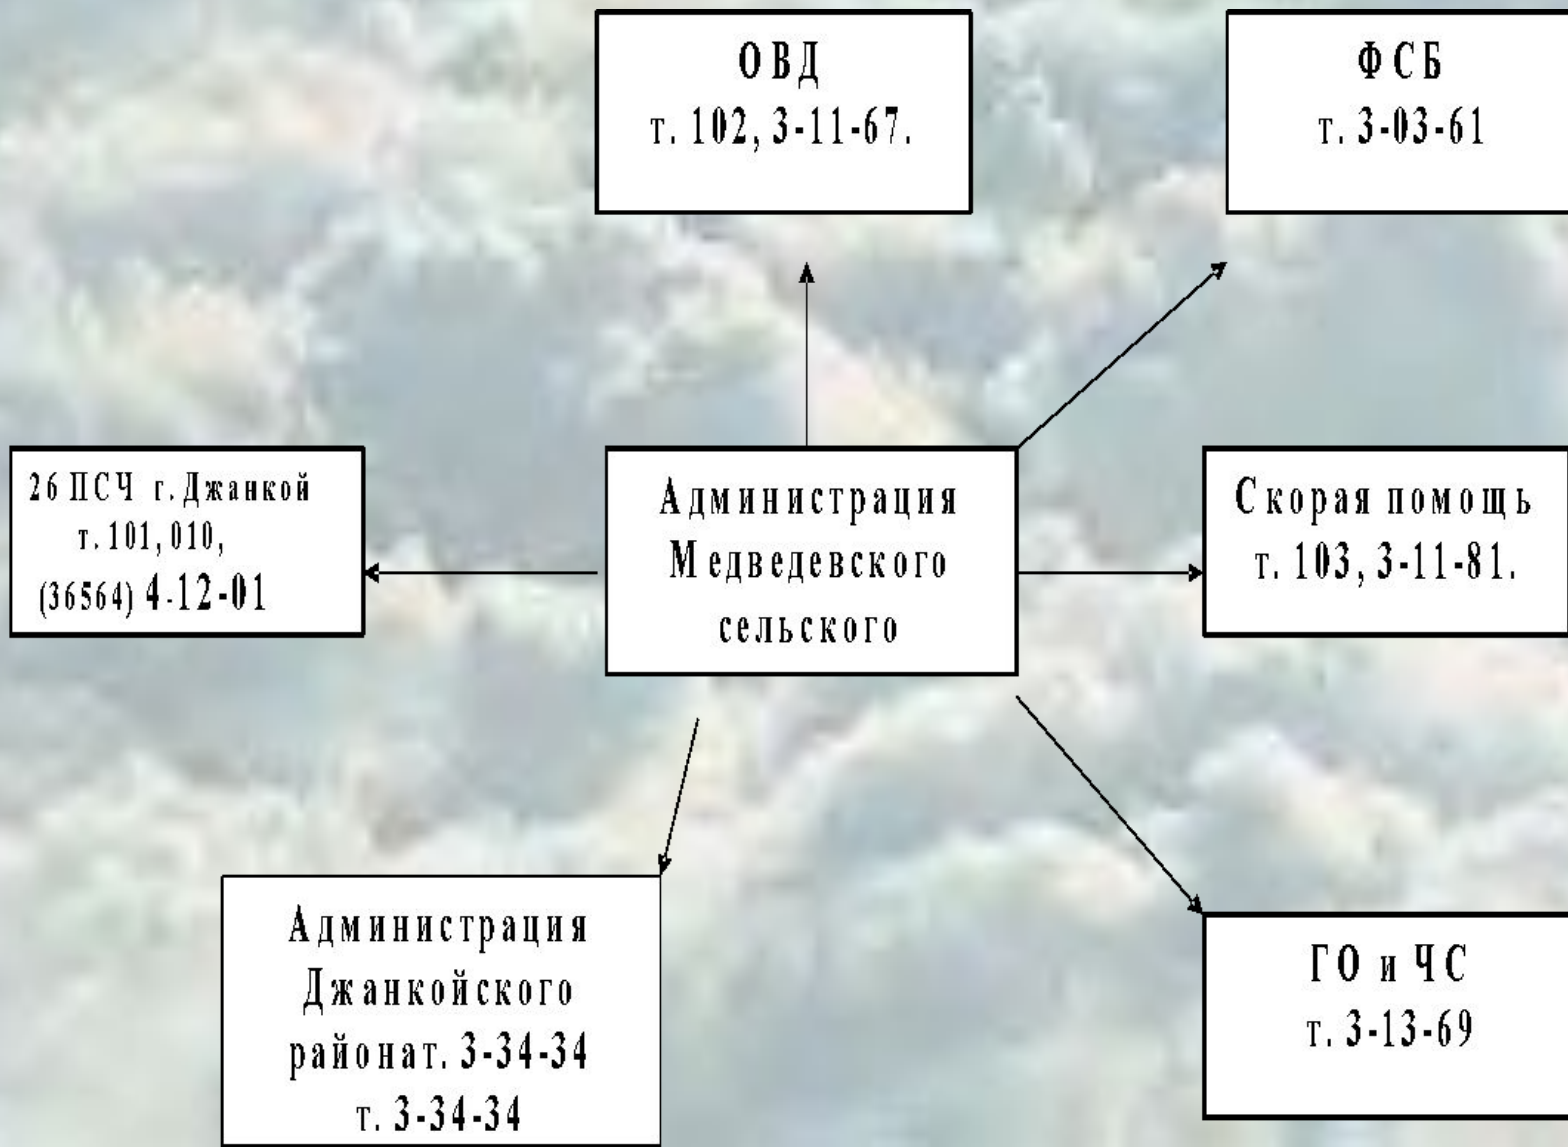 ОВД
т. 102, 3-11-67.
ФСБ
т. 3-03-61
26 ПСЧ г. Джанкой
т. 101, 010,
(36564) 4-12-01
Администрация
Медведевского
сельского
Скорая помощь
т. 103, 3-11-81.
Администрация
Джанкойского
районат. 3-34-34
т. 3-34-34
ГО и ЧС
т. 3-13-69